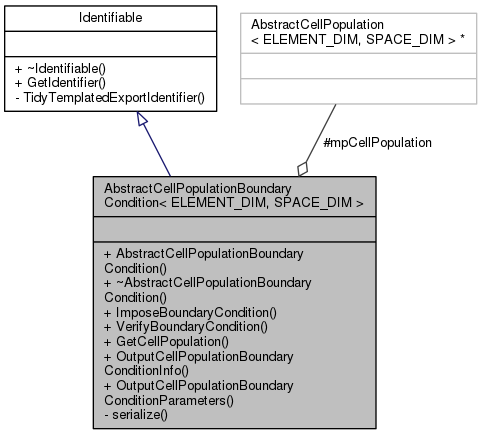 Identifiable
+ ~Identifiable()
+ GetIdentifier()
- TidyTemplatedExportIdentifier()
AbstractCellPopulation
< ELEMENT_DIM, SPACE_DIM > *
#mpCellPopulation
AbstractCellPopulationBoundary
Condition< ELEMENT_DIM, SPACE_DIM >
+ AbstractCellPopulationBoundary
Condition()
+ ~AbstractCellPopulationBoundary
Condition()
+ ImposeBoundaryCondition()
+ VerifyBoundaryCondition()
+ GetCellPopulation()
+ OutputCellPopulationBoundary
ConditionInfo()
+ OutputCellPopulationBoundary
ConditionParameters()
- serialize()